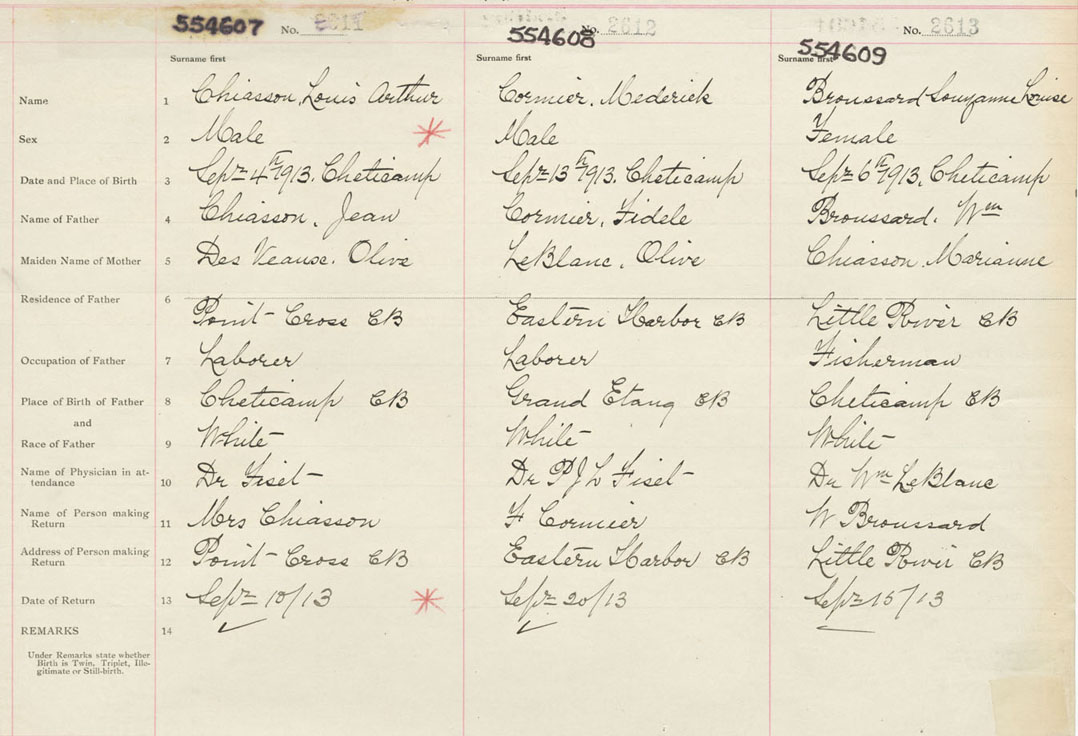 554607 No. 2611 554608 No. 2612 554609 No. 2613
Surname first Surname first Surname first
Name 1 Chiasson, Louis Arthur Cormier. Mederick Broussard Louise
Sex 2 Male Male Female
Date and Place of Birth 3 Sept 4th 1913. Cheticamp Sept 13th 1913. Cheticamp Sept 6th 1913. Cheticamp
Name of Father 4 Chiasson, Jean Cormier, Fidele Broussard. Wm
Maiden Name of Mother 5 Des Veause. Olive LeBlanc, Olive Chiasson. Marianne
Residence of Father 6 Point Cross CB Eastern Harbor CB Little River CB
Occupation of Father 7 Laborer Laborer Fisherman
Place of Birth of Father 8 Cheticamp CB Grand Etang CB Cheticamp CB
and
Race of Father 9 White White White
Name of Physician in at-
tendance 10 Dr Fiset Dr P J L Fiset Dr Wm LeBlanc
Name of Person making
Return 11 Mrs Chiasson F Cormier W Broussard
Address of Person making
Return 12 Point Cross CB Eastern Harbor CB Little River CB
Date of Return 13 Sept 10/13 Sept 20/13 Sept 15/13
REMARKS 14
Under Remarks state whether
Birth is Twin, Triplet, Ille-
gitimate or Still-birth.